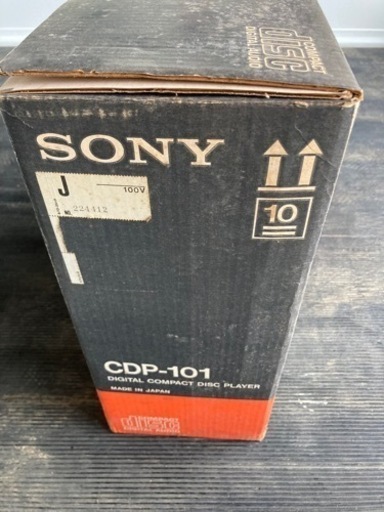 COMPACT
disc
DIGITAL AUDIO
SONY
J
100V
224412
10
CDP-101
DIGITAL COMPACT DISC PLAYER
MADE IN JAPAN
COMPACT
disc
DIGITAL AUDIO